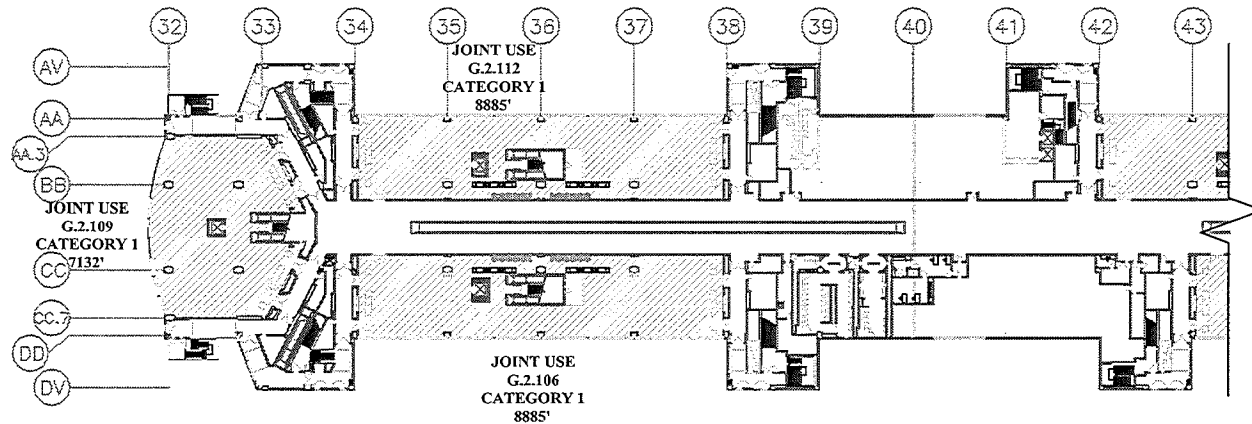 32 33 34 35 36 37 38 39 40 41 42 43
JOINT USE
G.2.112
CATEGORY 1
8885'
AV
AA
AA.3
BB
JOINT USE
G.2.109
CATEGORY 1
7132'
CC
CC.7
DD
DV
JOINT USE
G.2.106
CATEGORY 1
8885'